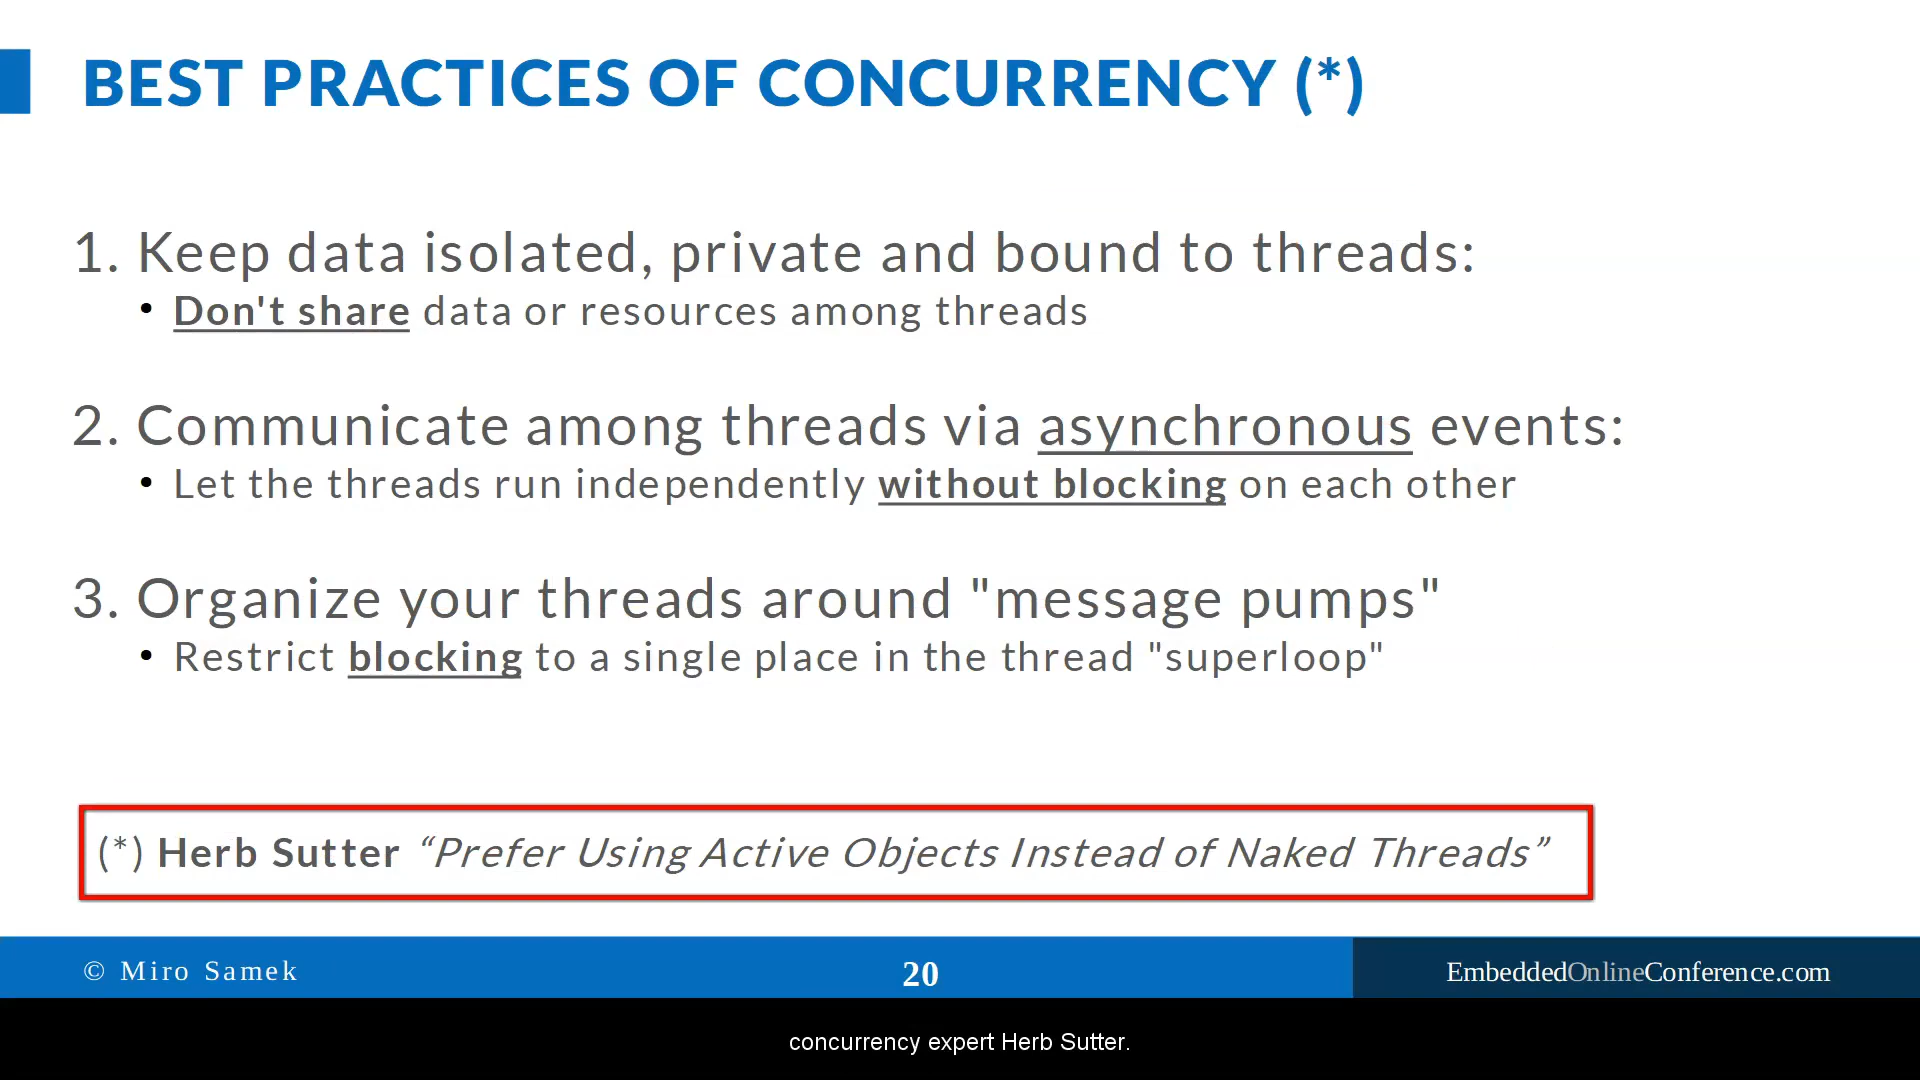 BEST PRACTICES OF CONCURRENCY (*)
1. Keep data isolated, private and bound to threads:
• Don't share data or resources among threads
2. Communicate among threads via asynchronous events:
• Let the threads run independently without blocking on each other
3. Organize your threads around "message pumps"
• Restrict blocking to a single place in the thread "superloop"
(*) Herb Sutter “Prefer Using Active Objects Instead of Naked Threads”
© Miro Samek
20
EmbeddedOnlineConference.com
concurrency expert Herb Sutter.